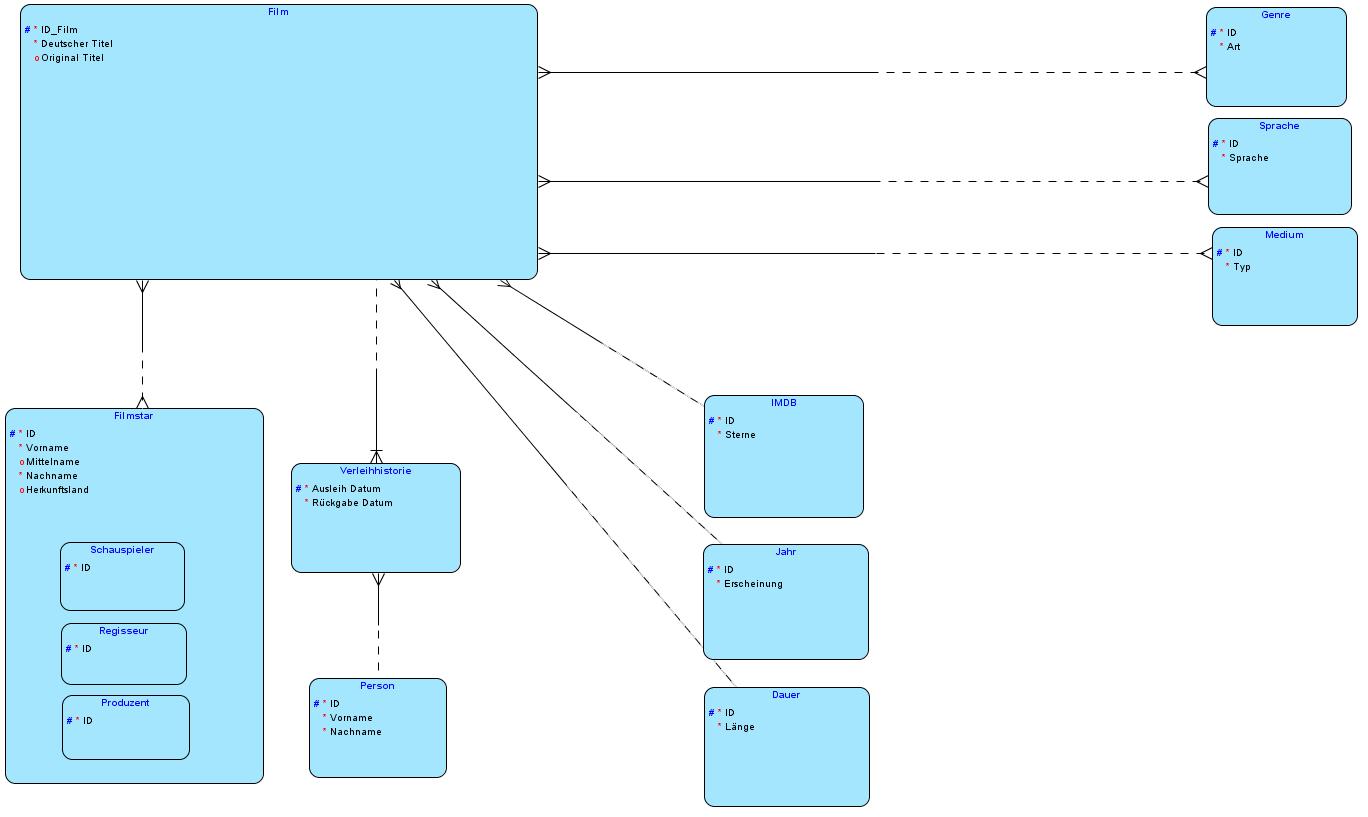 Film
# * ID_Film
* Deutscher Titel
o Original Titel
Genre
# * ID
* Art
Sprache
# * ID
* Sprache
Medium
# * ID
* Typ
Filmstar
# * ID
* Vorname
o Mittelname
* Nachname
o Herkunftsland
Schauspieler
# * ID
Regisseur
# * ID
Produzent
# * ID
Verleihhistorie
# * Ausleih Datum
* Rückgabe Datum
Person
# * ID
* Vorname
* Nachname
IMDB
# * ID
* Sterne
Jahr
# * ID
* Erscheinung
Dauer
# * ID
* Länge